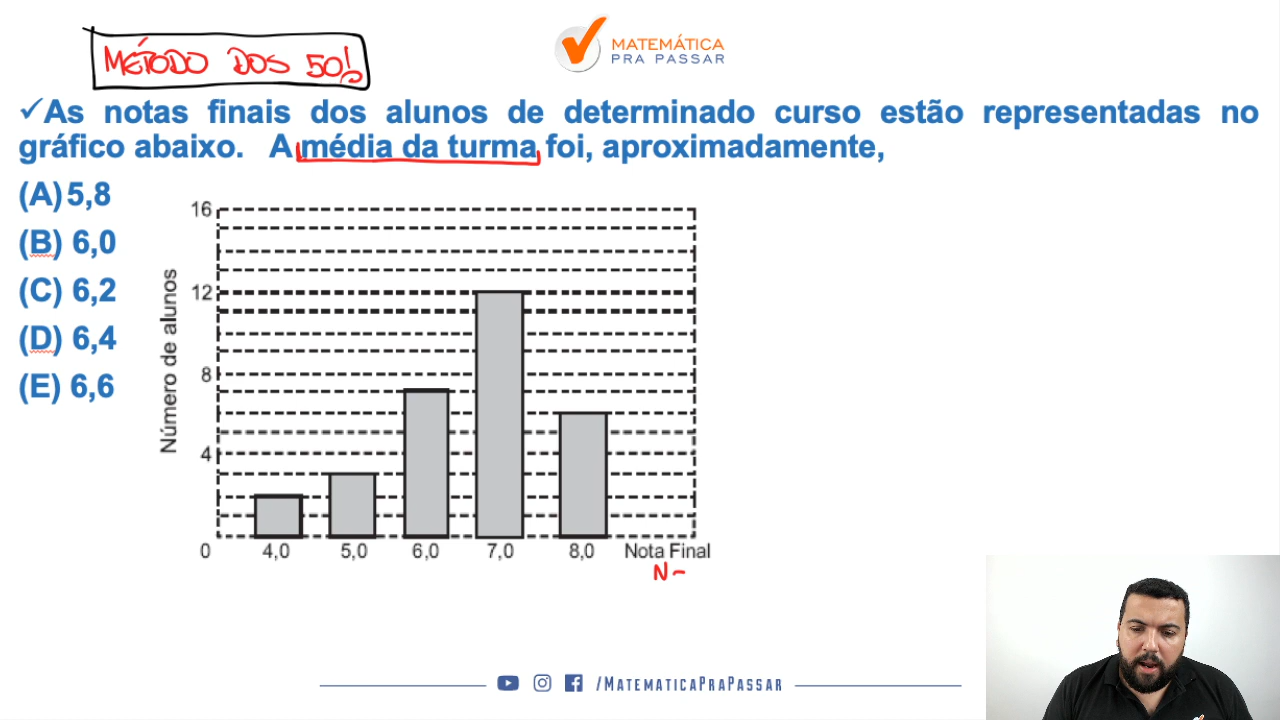 MÉTODO DOS 50!
MATEMÁTICA
PRA PASSAR
✓As notas finais dos alunos de determinado curso estão representadas no
gráfico abaixo. A média da turma foi, aproximadamente,
(A) 5,8
(B) 6,0
(C) 6,2
(D) 6,4
(E) 6,6
Número de alunos
16
12
8
4
0 4,0 5,0 6,0 7,0 8,0 Nota Final
N
/MATEMATICAPRAPASSAR